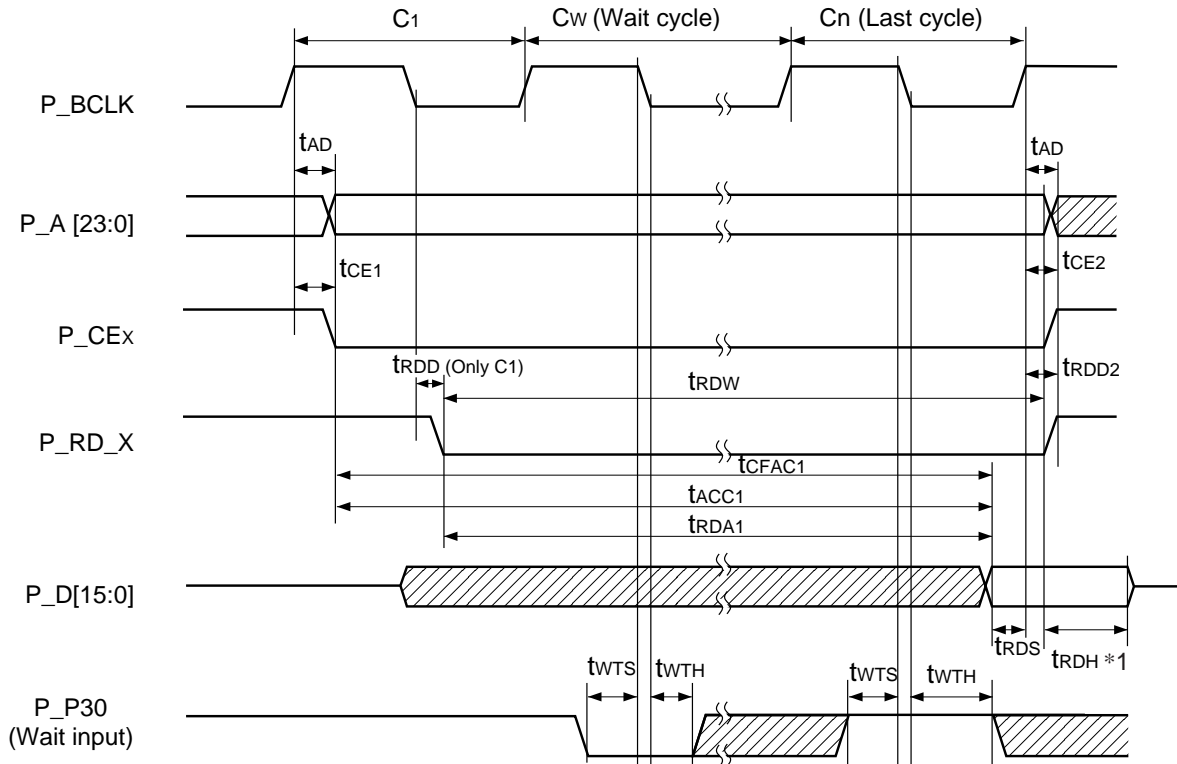 C1 Cw (Wait cycle) Cn (Last cycle)
P_BCLK
tAD tAD
P_A [23:0]
tCE1 tCE2
P_CEx
tRDD (Only C1) tRDW tRDD2
P_RD_X
tCFAC1
tACC1
tRDA1
P_D[15:0]
tRDS tRDH *1
tWTS tWTH tWTS tWTH
P_P30
(Wait input)